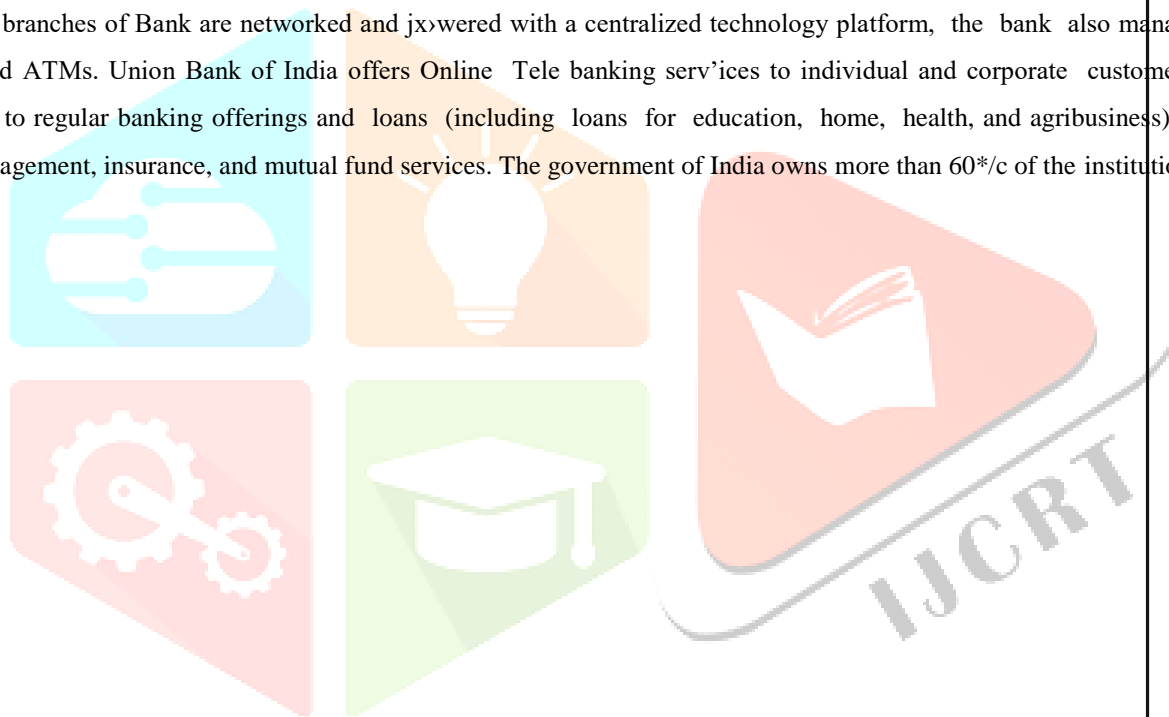 branches of Bank are networked and jx›wered with a centralized technology platform, the bank also mana
d ATMs. Union Bank of India offers Online Tele banking serv’ices to individual and corporate custome
to regular banking offerings and loans (including loans for education, home, health, and agribusiness)
agement, insurance, and mutual fund services. The government of India owns more than 60*/c of the institutio
IJCRT